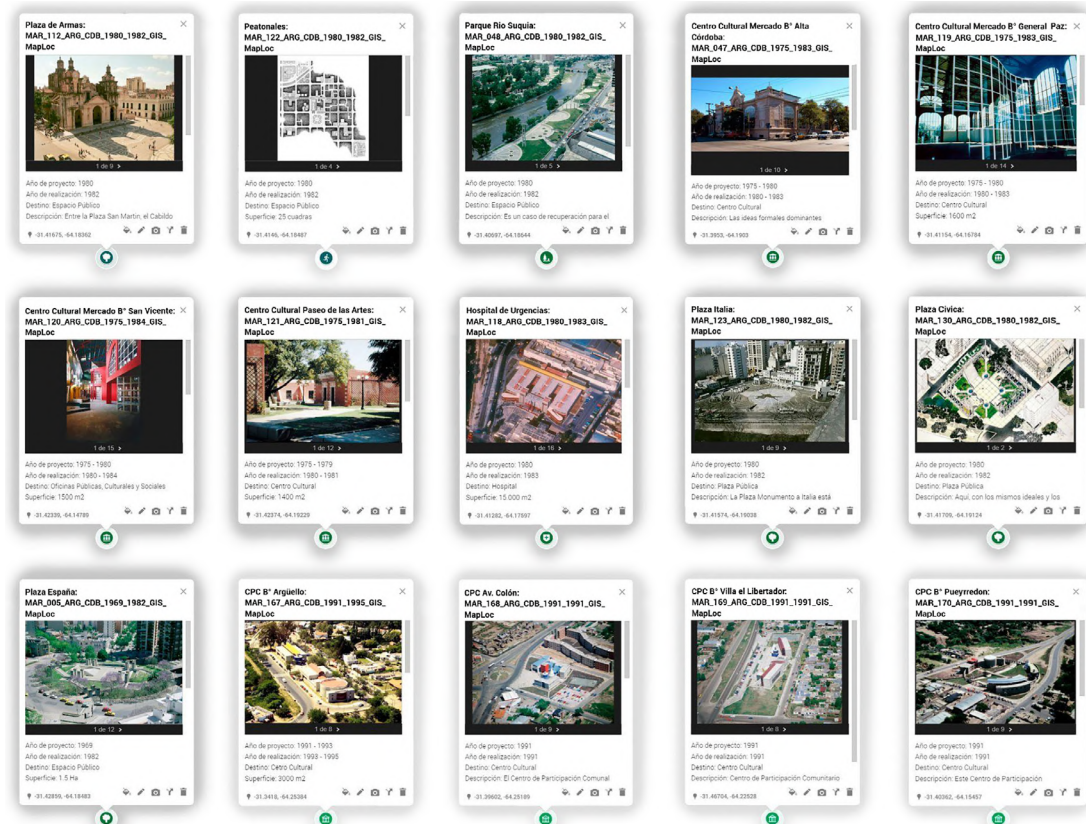 Plaza de Armas:
MAR_112_ARG_CDB_1980_1982_GIS_
MapLoc
1 de 9
Año de proyecto: 1980
Año de realización: 1982
Destino: Espacio Público
Descripción: Entre la Plaza San Martin, el Cabildo
-31.41675, -64.18362
Peatonales:
MAR_122_ARG_CDB_1980_1982_GIS_
MapLoc
1 de 4
Año de proyecto: 1980
Año de realización: 1982
Destino: Espacio Público
Superficie: 25 cuadras
-31.4146, -64.18487
Parque Rio Suquia:
MAR_048_ARG_CDB_1980_1982_GIS_
MapLoc
1 de 5
Año de proyecto: 1980
Año de realización: 1982
Destino: Espacio Público
Descripción: Es un caso de recuperación para el
-31.40697, -64.18644
Centro Cultural Mercado B° Alta
Córdoba:
MAR_047_ARG_CDB_1975_1983_GIS_
MapLoc
1 de 10
Año de proyecto: 1975 - 1980
Año de realización: 1980 - 1983
Destino: Centro Cultural
Descripción: Las ideas formales dominantes
-31.3953, -64.1903
Centro Cultural Mercado B° General Paz:
MAR_119_ARG_CDB_1975_1983_GIS_
MapLoc
1 de 14
Año de proyecto: 1975 - 1980
Año de realización: 1980 - 1983
Destino: Centro Cultural
Superficie: 1600 m2
-31.41154, -64.16784
Centro Cultural Mercado B° San Vicente:
MAR_120_ARG_CDB_1975_1984_GIS_
MapLoc
1 de 15
Año de proyecto: 1975 - 1980
Año de realización: 1980 - 1984
Destino: Oficinas Públicas, Culturales y Sociales
Superficie: 1500 m2
-31.42339, -64.14789
Centro Cultural Paseo de las Artes:
MAR_121_ARG_CDB_1975_1981_GIS_
MapLoc
1 de 12
Año de proyecto: 1975 - 1979
Año de realización: 1980 - 1981
Destino: Centro Cultural
Superficie: 1400 m2
-31.42374, -64.19229
Hospital de Urgencias:
MAR_118_ARG_CDB_1980_1983_GIS_
MapLoc
1 de 16
Año de proyecto: 1980
Año de realización: 1983
Destino: Hospital
Superficie: 15.000 m2
-31.41282, -64.17897
Plaza Italia:
MAR_123_ARG_CDB_1980_1982_GIS_
MapLoc
1 de 9
Año de proyecto: 1980
Año de realización: 1982
Destino: Plaza Pública
Descripción: La Plaza Monumento a Italia está
-31.41574, -64.19038
Plaza Civica:
MAR_130_ARG_CDB_1980_1982_GIS_
MapLoc
1 de 2
Año de proyecto: 1980
Año de realización: 1982
Destino: Plaza Pública
Descripción: Aquí, con los mismos ideales y los
-31.41709, -64.19124
Plaza España:
MAR_005_ARG_CDB_1969_1982_GIS_
MapLoc
1 de 12
Año de proyecto: 1969
Año de realización: 1982
Destino: Espacio Público
Superficie: 1.5 Ha
-31.42859, -64.18483
CPC B° Argüello:
MAR_167_ARG_CDB_1991_1995_GIS_
MapLoc
1 de 8
Año de proyecto: 1991 - 1993
Año de realización: 1993 - 1995
Destino: Cetro Cultural
Superficie: 3000 m2
-31.3418, -64.25384
CPC Av. Colón:
MAR_168_ARG_CDB_1991_1991_GIS_
MapLoc
1 de 9
Año de proyecto: 1991
Año de realización: 1991
Destino: Centro Cultural
Descripción: El Centro de Participación Comunal
-31.39602, -64.25189
CPC B° Villa el Libertador:
MAR_169_ARG_CDB_1991_1991_GIS_
MapLoc
1 de 8
Año de proyecto: 1991
Año de realización: 1991
Destino: Centro Cultural
Descripción: Centro de Participación Comunitario
-31.46704, -64.22528
CPC B° Pueyrredon:
MAR_170_ARG_CDB_1991_1991_GIS_
MapLoc
1 de 9
Año de proyecto: 1991
Año de realización: 1991
Destino: Centro Cultural
Descripción: Este Centro de Participación
-31.40362, -64.15457